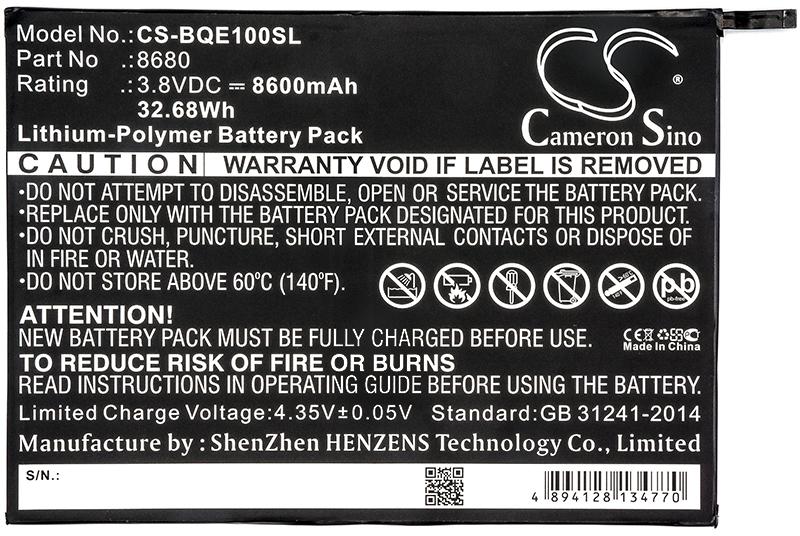 Model No.:CS-BQE100SL
Part No .:8680
Rating .:3.8VDC ⎓ 8600mAh
32.68Wh
Lithium-Polymer Battery Pack
Cameron Sino ®
CAUTION WARRANTY VOID IF LABEL IS REMOVED
•DO NOT ATTEMPT TO DISASSEMBLE, OPEN OR SERVICE THE BATTERY PACK.
•REPLACE ONLY WITH THE BATTERY PACK DESIGNATED FOR THIS PRODUCT.
•DO NOT CRUSH, PUNCTURE, SHORT EXTERNAL CONTACTS OR DISPOSE OF
IN FIRE OR WATER.
•DO NOT STORE ABOVE 60°C (140°F).
pb
pb-free
ATTENTION!
NEW BATTERY PACK MUST BE FULLY CHARGED BEFORE USE.
TO REDUCE RISK OF FIRE OR BURNS
READ INSTRUCTIONS ON OPERATING GUIDE BEFORE USING THE BATTERY.
CE
Made In China
Limited Charge Voltage:4.35V±0.05V Standard:GB 31241-2014
Manufacture by : ShenZhen HENZENS Technology Co., Limited
S/N.:
4 894128 134770